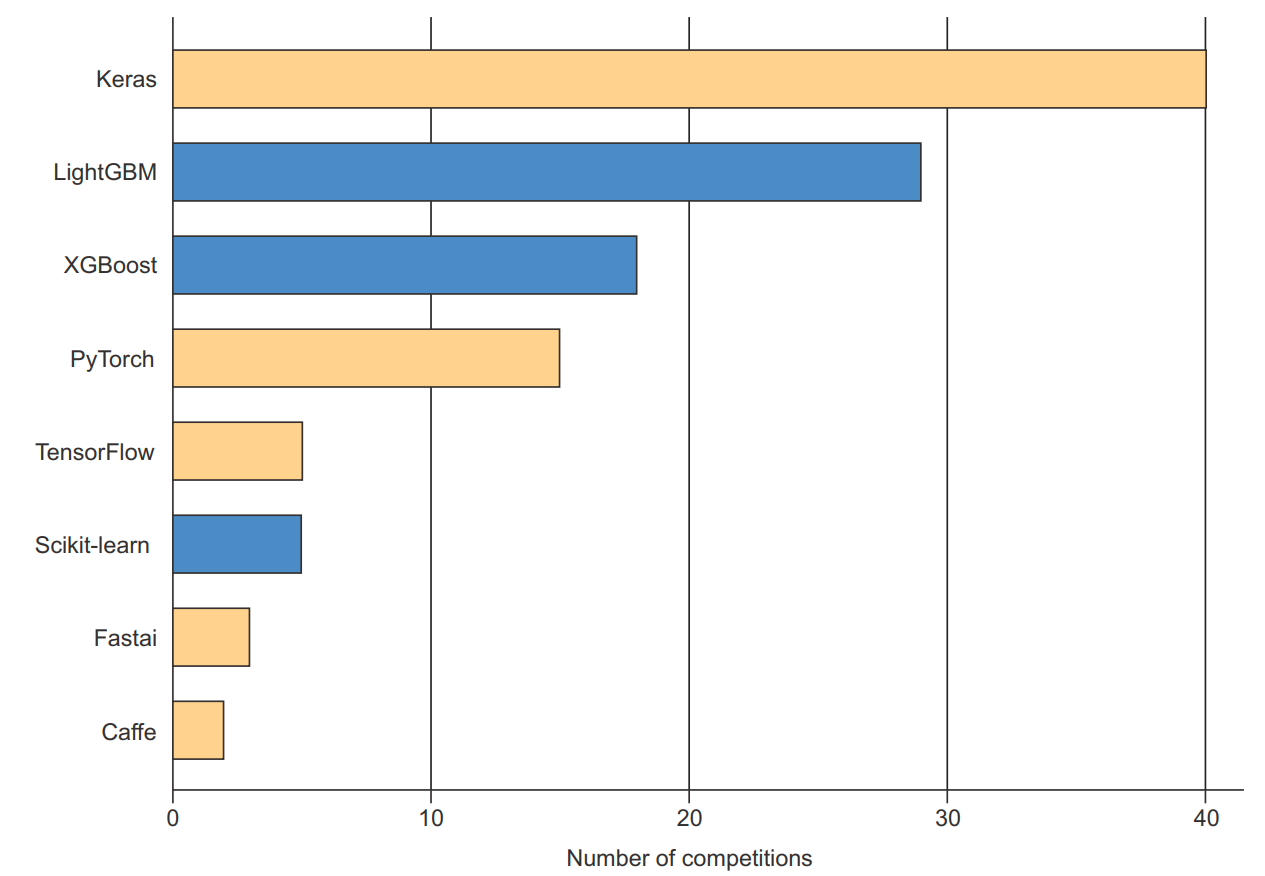 Keras
LightGBM
XGBoost
PyTorch
TensorFlow
Scikit-learn
Fastai
Caffe
0 10 20 30 40
Number of competitions